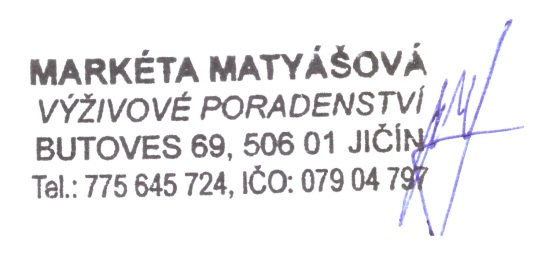 MARKÉTA MATYÁŠOVÁ
VÝŽIVOVÉ PORADENSTVÍ
BUTOVES 69, 506 01 JIČÍN
Tel.: 775 645 724, IČO: 079 04 797